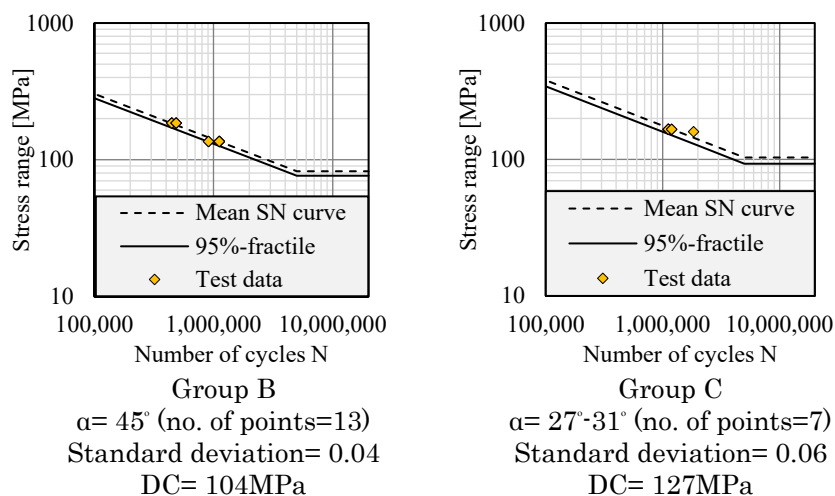 1000
100
10
Stress range [MPa]
Mean SN curve
95%-fractile
Test data
100,000 1,000,000 10,000,000
Number of cycles N
Group B
α= 45° (no. of points=13)
Standard deviation= 0.04
DC= 104MPa
1000
100
10
Stress range [MPa]
Mean SN curve
95%-fractile
Test data
100,000 1,000,000 10,000,000
Number of cycles N
Group C
α= 27°-31° (no. of points=7)
Standard deviation= 0.06
DC= 127MPa